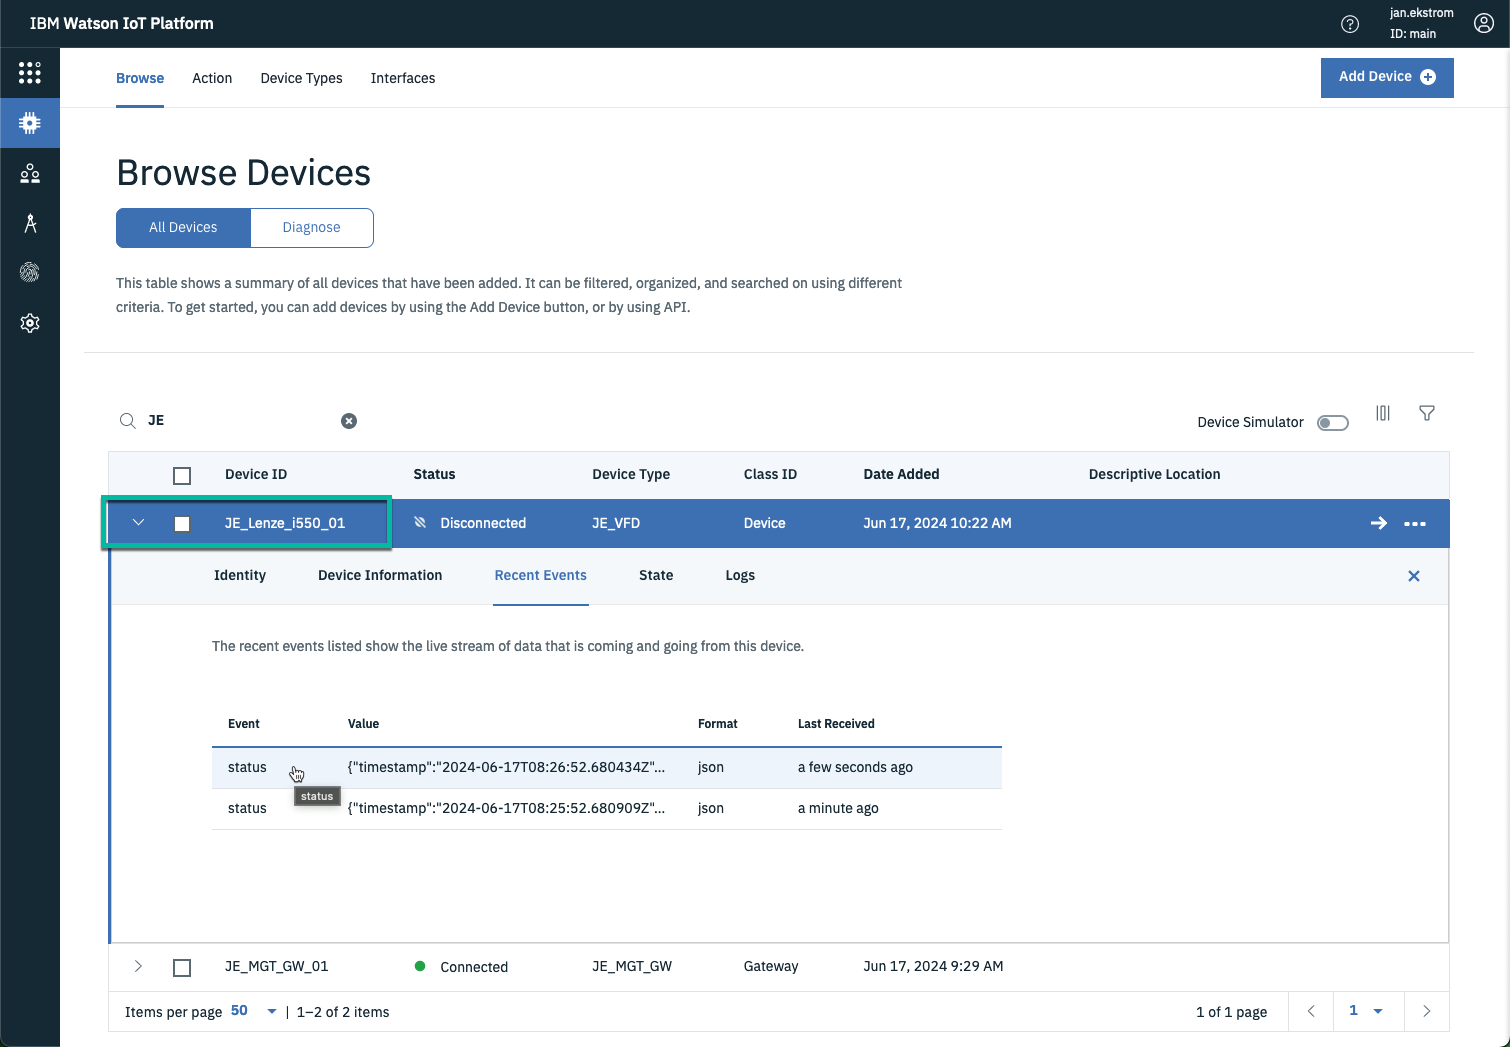 IBM Watson IoT Platform
jan.ekstrom
ID: main
Browse Action Device Types Interfaces
Add Device
Browse Devices
All Devices Diagnose
This table shows a summary of all devices that have been added. It can be filtered, organized, and searched on using different
criteria. To get started, you can add devices by using the Add Device button, or by using API.
JE
Device Simulator
Device ID Status Device Type Class ID Date Added Descriptive Location
JE_Lenze_i550_01 Disconnected JE_VFD Device Jun 17, 2024 10:22 AM
Identity Device Information Recent Events State Logs
The recent events listed show the live stream of data that is coming and going from this device.
Event Value Format Last Received
status {"timestamp":"2024-06-17T08:26:52.680434Z"... json a few seconds ago
status
status {"timestamp":"2024-06-17T08:25:52.680909Z"... json a minute ago
JE_MGT_GW_01 Connected JE_MGT_GW Gateway Jun 17, 2024 9:29 AM
Items per page 50 | 1–2 of 2 items 1 of 1 page 1